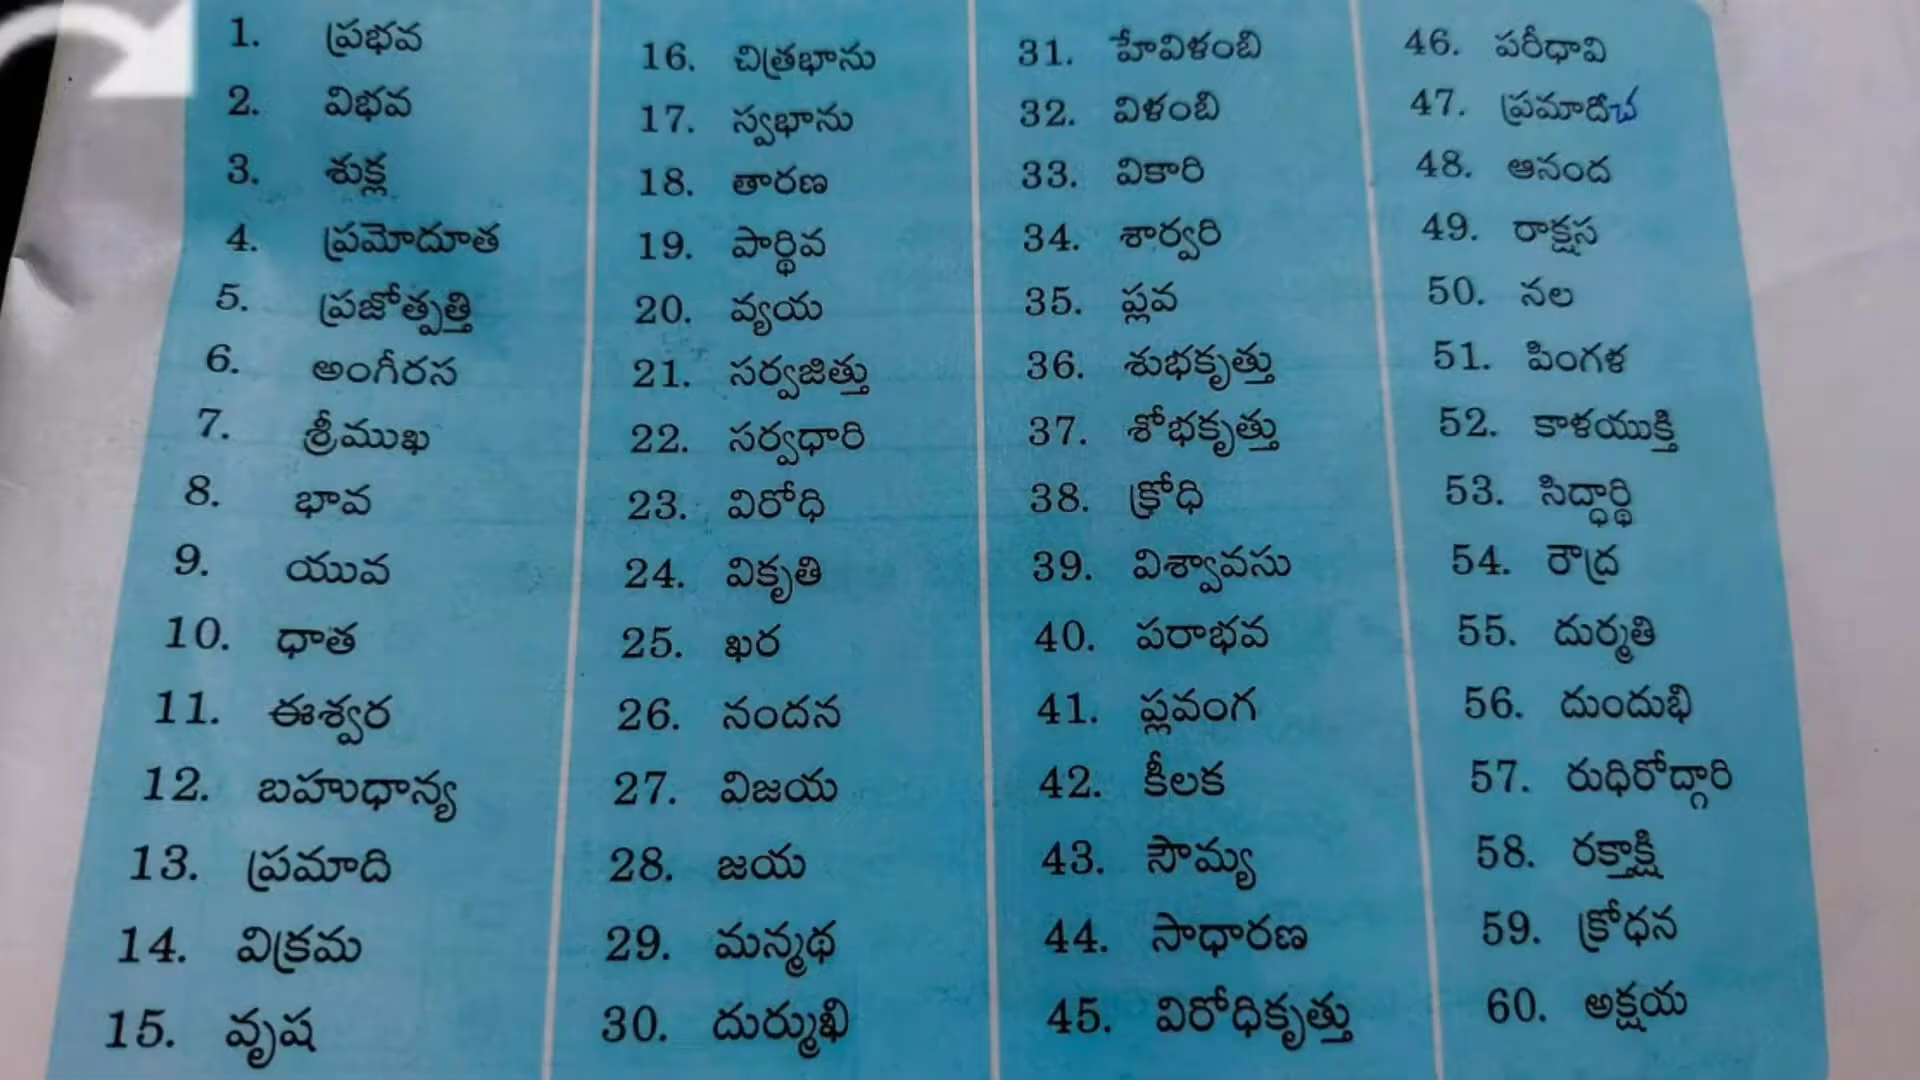 1. ప్రభవ
2. విభవ
3. శుక్ల
4. ప్రమోదూత
5. ప్రజోత్పత్తి
6. అంగీరస
7. శ్రీముఖ
8. భావ
9. యువ
10. ధాత
11. ఈశ్వర
12. బహుధాన్య
13. ప్రమాది
14. విక్రమ
15. వృష
16. చిత్రభాను
17. స్వభాను
18. తారణ
19. పార్థివ
20. వ్యయ
21. సర్వజిత్తు
22. సర్వధారి
23. విరోధి
24. వికృతి
25. ఖర
26. నందన
27. విజయ
28. జయ
29. మన్మథ
30. దుర్ముఖి
31. హేవిళంబి
32. విళంబి
33. వికారి
34. శార్వరి
35. ప్లవ
36. శుభకృత్తు
37. శోభకృత్తు
38. క్రోధి
39. విశ్వావసు
40. పరాభవ
41. ప్లవంగ
42. కీలక
43. సౌమ్య
44. సాధారణ
45. విరోధికృత్తు
46. పరీధావి
47. ప్రమాదీచ
48. ఆనంద
49. రాక్షస
50. నల
51. పింగళ
52. కాళయుక్తి
53. సిద్ధార్థి
54. రౌద్ర
55. దుర్మతి
56. దుందుభి
57. రుధిరోద్గారి
58. రక్తాక్షి
59. క్రోధన
60. అక్షయ